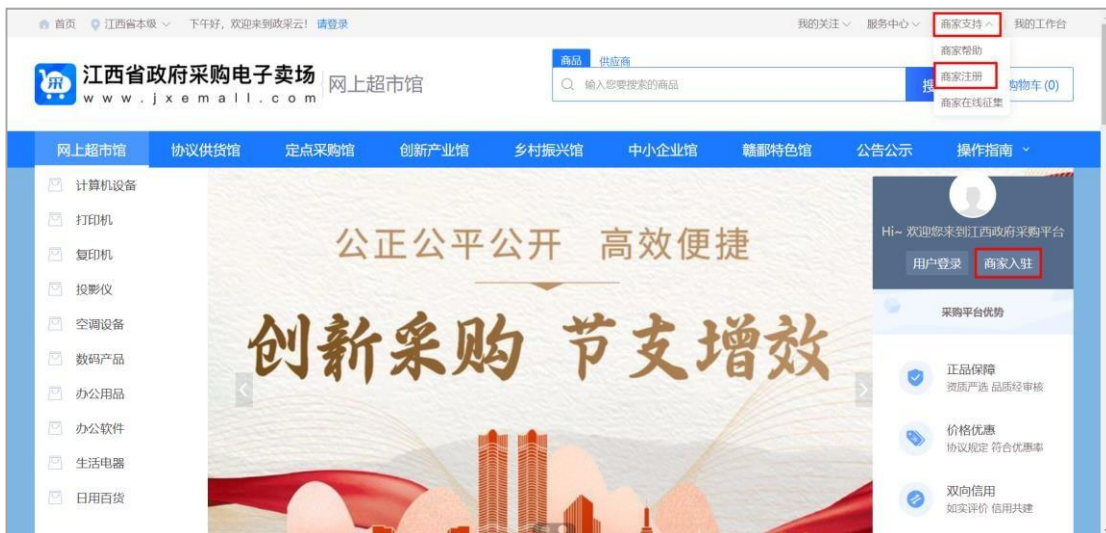 首页 江西省本级 下午好，欢迎来到政采云！ 请登录 我的关注 服务中心 商家支持 我的工作台
商家帮助
商家注册
商家在线征集
江西省政府采购电子卖场 网上超市馆
www.jxemall.com
商品 供应商
输入您要搜索的商品
购物车(0)
网上超市馆 协议供货馆 定点采购馆 创新产业馆 乡村振兴馆 中小企业馆 赣鄱特色馆 公告公示 操作指南
计算机设备
打印机
复印机
投影仪
空调设备
数码产品
办公用品
办公软件
生活电器
日用百货
公正公平公开 高效便捷
创新采购 节支增效
Hi~ 欢迎您来到江西政府采购平台
用户登录 商家入驻
采购平台优势
正品保障
资质严选 品质经审核
价格优惠
协议规定 符合优惠率
双向信用
如实评价 信用共建